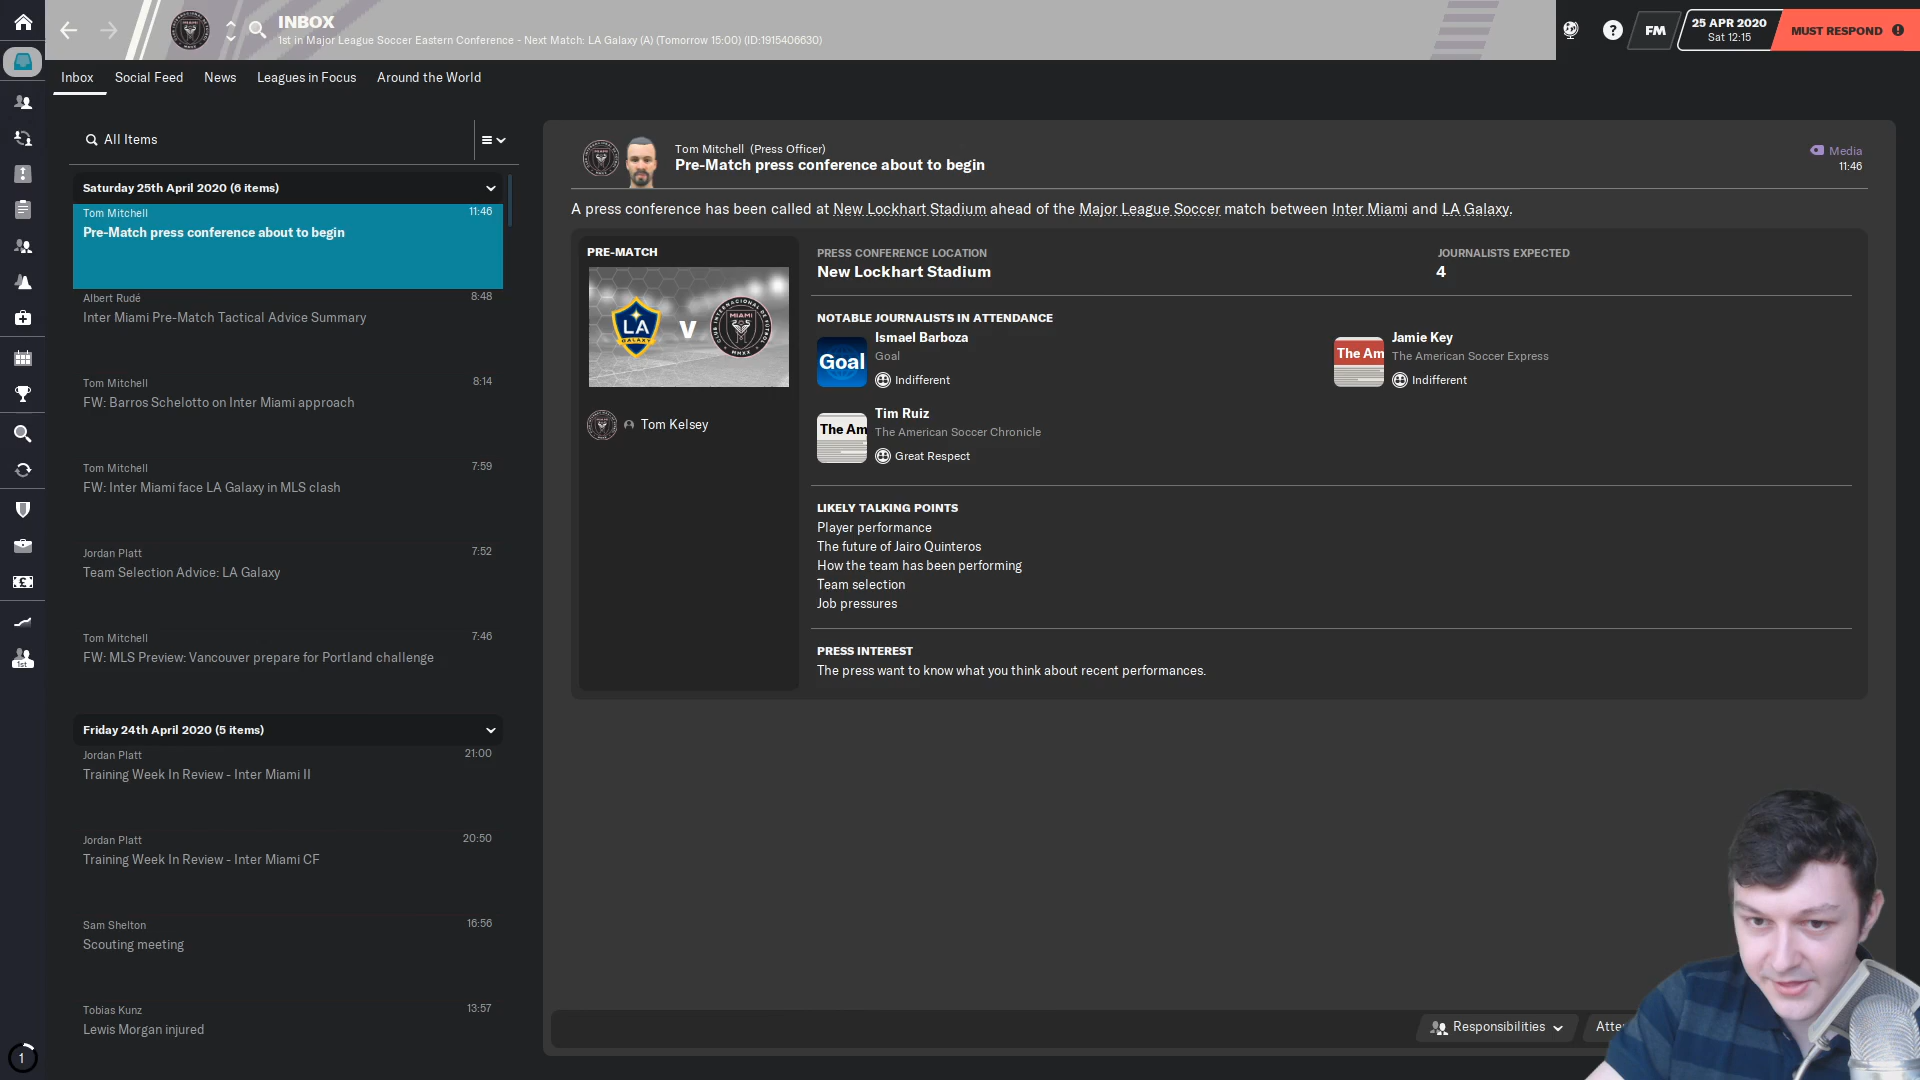 INBOX
1st in Major League Soccer Eastern Conference - Next Match: LA Galaxy (A) (Tomorrow 15:00) (ID:1915406630)
?
FM
25 APR 2020
Sat 12:15
MUST RESPOND
Inbox Social Feed News Leagues in Focus Around the World
All Items
Saturday 25th April 2020 (6 items)
Tom Mitchell 11:46
Pre-Match press conference about to begin
Albert Rudé 8:48
Inter Miami Pre-Match Tactical Advice Summary
Tom Mitchell 8:14
FW: Barros Schelotto on Inter Miami approach
Tom Mitchell 7:59
FW: Inter Miami face LA Galaxy in MLS clash
Jordan Platt 7:52
Team Selection Advice: LA Galaxy
Tom Mitchell 7:46
FW: MLS Preview: Vancouver prepare for Portland challenge
Friday 24th April 2020 (5 items)
Jordan Platt 21:00
Training Week In Review - Inter Miami II
Jordan Platt 20:50
Training Week In Review - Inter Miami CF
Sam Shelton 16:56
Scouting meeting
Tobias Kunz 13:57
Lewis Morgan injured
1st
1
Tom Mitchell (Press Officer)
Pre-Match press conference about to begin
Media
11:46
A press conference has been called at New Lockhart Stadium ahead of the Major League Soccer match between Inter Miami and LA Galaxy.
PRE-MATCH
LA
GALAXY
V
MIAMI
Tom Kelsey
PRESS CONFERENCE LOCATION
New Lockhart Stadium
JOURNALISTS EXPECTED
4
NOTABLE JOURNALISTS IN ATTENDANCE
Goal
Ismael Barboza
Goal
Indifferent
The Am
Jamie Key
The American Soccer Express
Indifferent
The Am
Tim Ruiz
The American Soccer Chronicle
Great Respect
LIKELY TALKING POINTS
Player performance
The future of Jairo Quinteros
How the team has been performing
Team selection
Job pressures
PRESS INTEREST
The press want to know what you think about recent performances.
Responsibilities
Atte